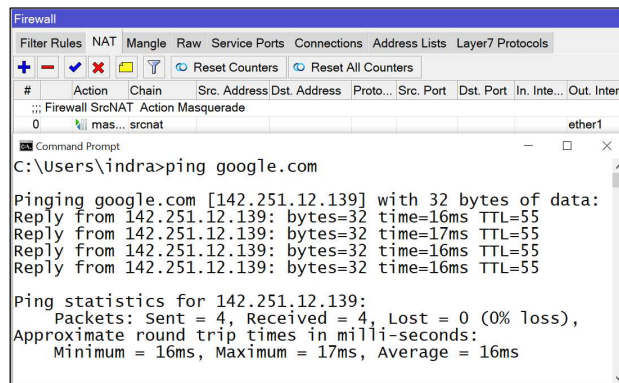 Firewall
Filter Rules NAT Mangle Raw Service Ports Connections Address Lists Layer7 Protocols
Reset Counters Reset All Counters
# Action Chain Src. Address Dst. Address Proto... Src. Port Dst. Port In. Inte... Out. Inter
;;; Firewall SrcNAT Action Masquerade
0 mas... srcnat ether1
Command Prompt
C:\Users\indra>ping google.com
Pinging google.com [142.251.12.139] with 32 bytes of data:
Reply from 142.251.12.139: bytes=32 time=16ms TTL=55
Reply from 142.251.12.139: bytes=32 time=17ms TTL=55
Reply from 142.251.12.139: bytes=32 time=16ms TTL=55
Reply from 142.251.12.139: bytes=32 time=16ms TTL=55
Ping statistics for 142.251.12.139:
Packets: Sent = 4, Received = 4, Lost = 0 (0% loss),
Approximate round trip times in milli-seconds:
Minimum = 16ms, Maximum = 17ms, Average = 16ms